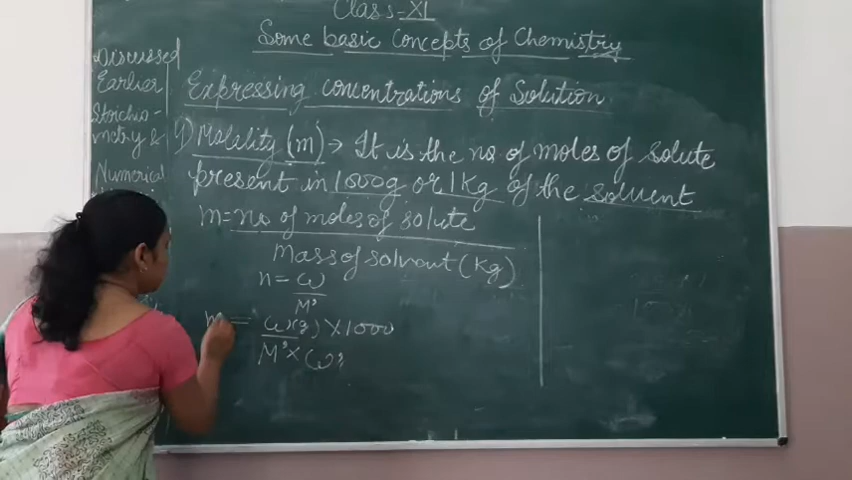 Class-XI
Some basic Concepts of Chemistry
Discussed
Earlier
Stoichio-
metry &
Numerical
Expressing concentrations of Solution
Molality (m) → It is the no of moles of solute
present in 1000g or 1Kg of the solvent
m = no of moles of solute
Mass of solvent (Kg)
n = ω
M'
m = ω(g) × 1000